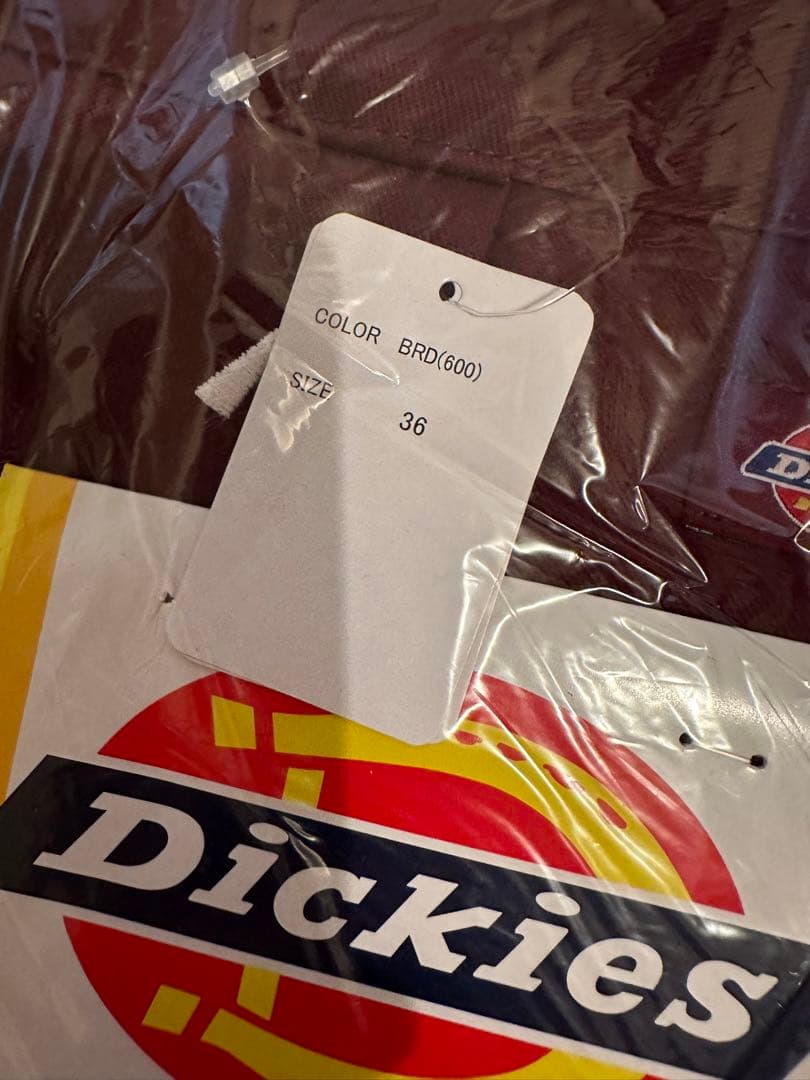 COLOR BRD(600)
SIZE 36
Dickies